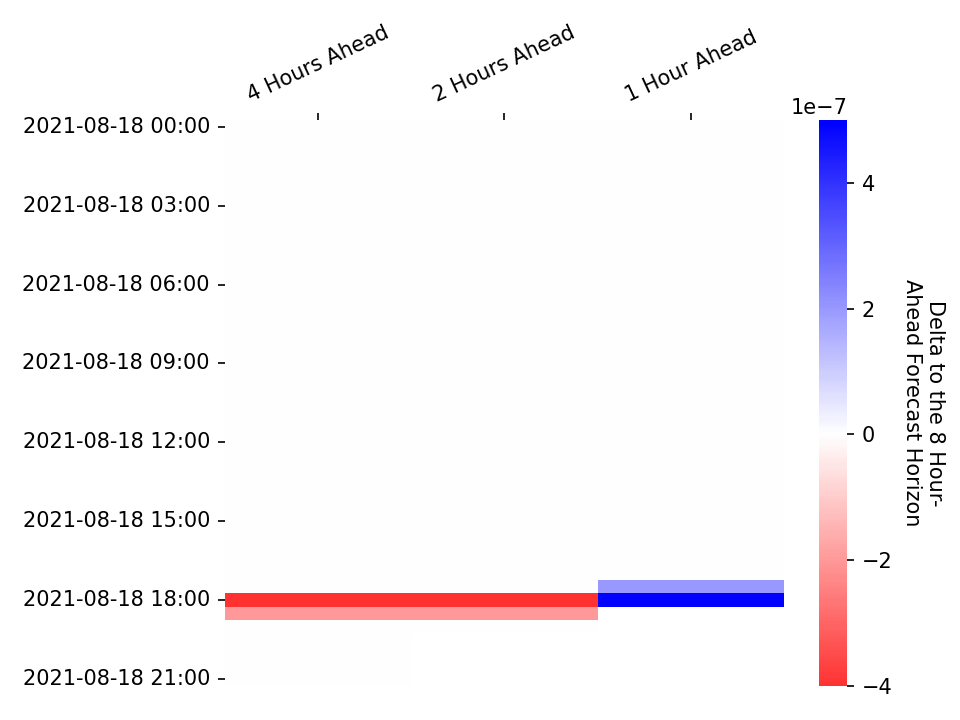 4 Hours Ahead
2 Hours Ahead
1 Hour Ahead
1e−7
2021-08-18 00:00
2021-08-18 03:00
2021-08-18 06:00
2021-08-18 09:00
2021-08-18 12:00
2021-08-18 15:00
2021-08-18 18:00
2021-08-18 21:00
4
2
0
−2
−4
Delta to the 8 Hour-
Ahead Forecast Horizon